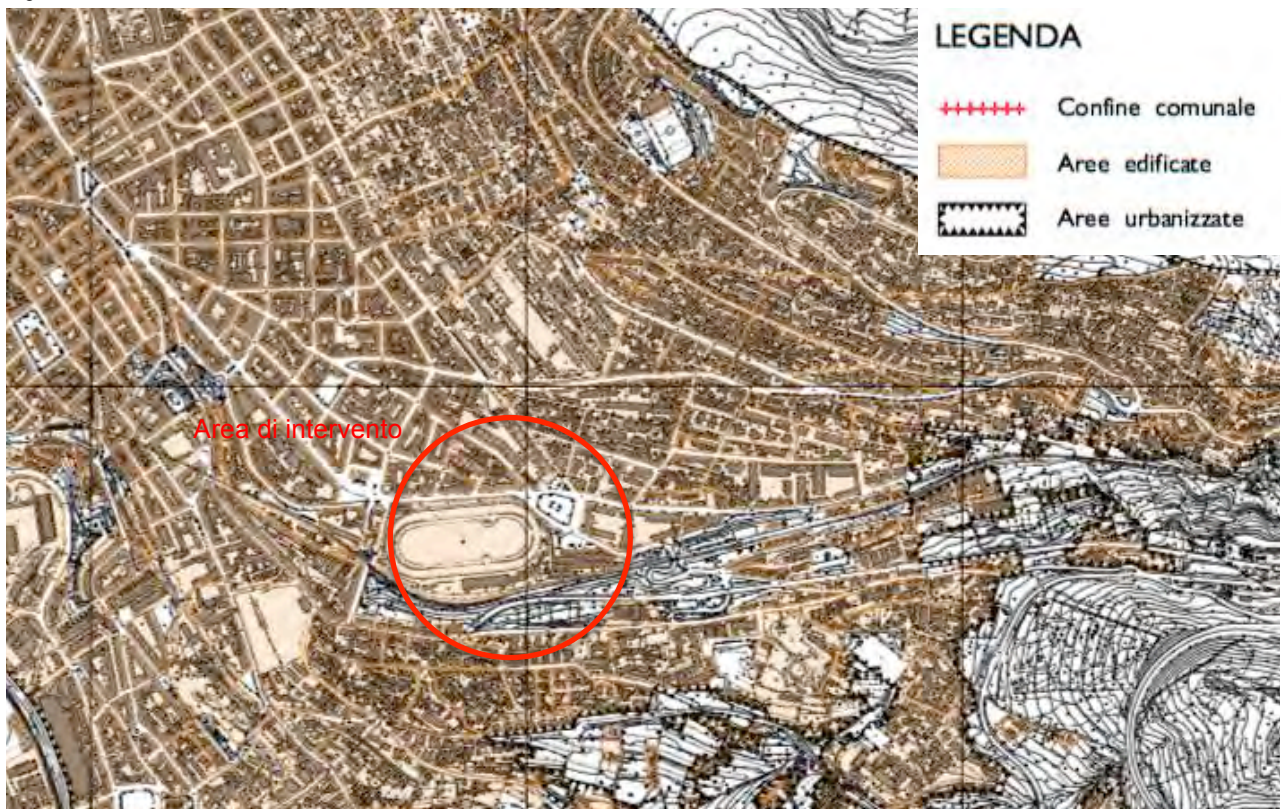 LEGENDA
Confine comunale
Aree edificate
Aree urbanizzate
Area di intervento